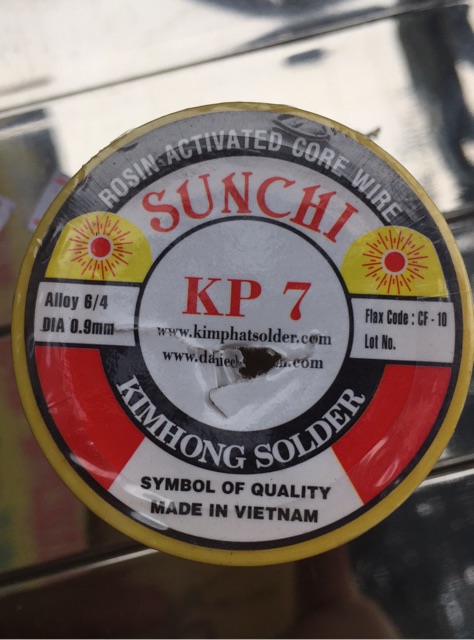 ROSIN ACTIVATED CORE WIRE
SUNCHI
KP 7
Alloy 6/4
DIA 0.9mm
Flax Code : CF - 10
Lot No.
www.kimphatsolder.com
KIMHONG SOLDER
SYMBOL OF QUALITY
MADE IN VIETNAM